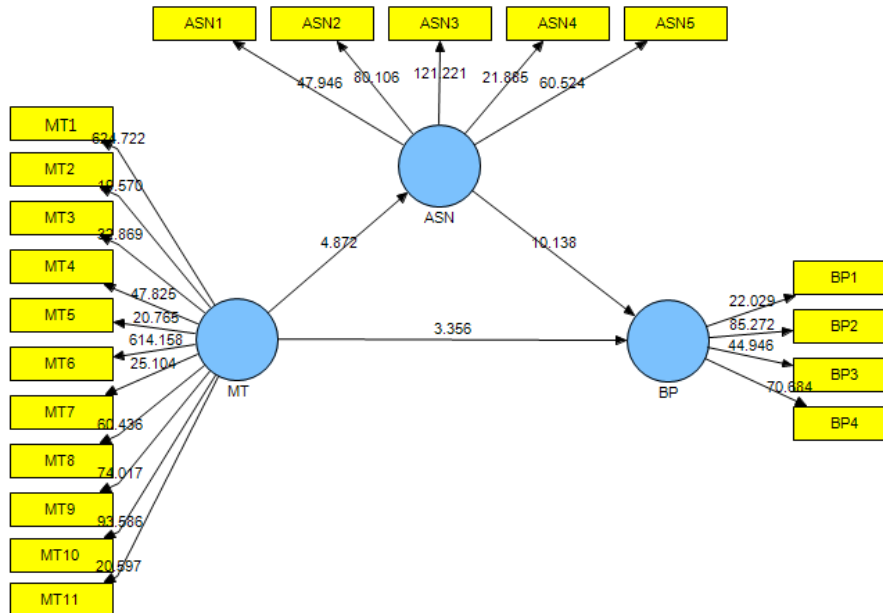 ASN1
ASN2
ASN3
ASN4
ASN5
47.946
80.106
121.221
21.885
60.524
ASN
MT1
MT2
MT3
MT4
MT5
MT6
MT7
MT8
MT9
MT10
MT11
624.722
19.570
32.869
47.825
20.765
614.158
25.104
60.436
74.017
93.586
20.597
MT
4.872
10.138
3.356
BP
22.029
85.272
44.946
70.684
BP1
BP2
BP3
BP4